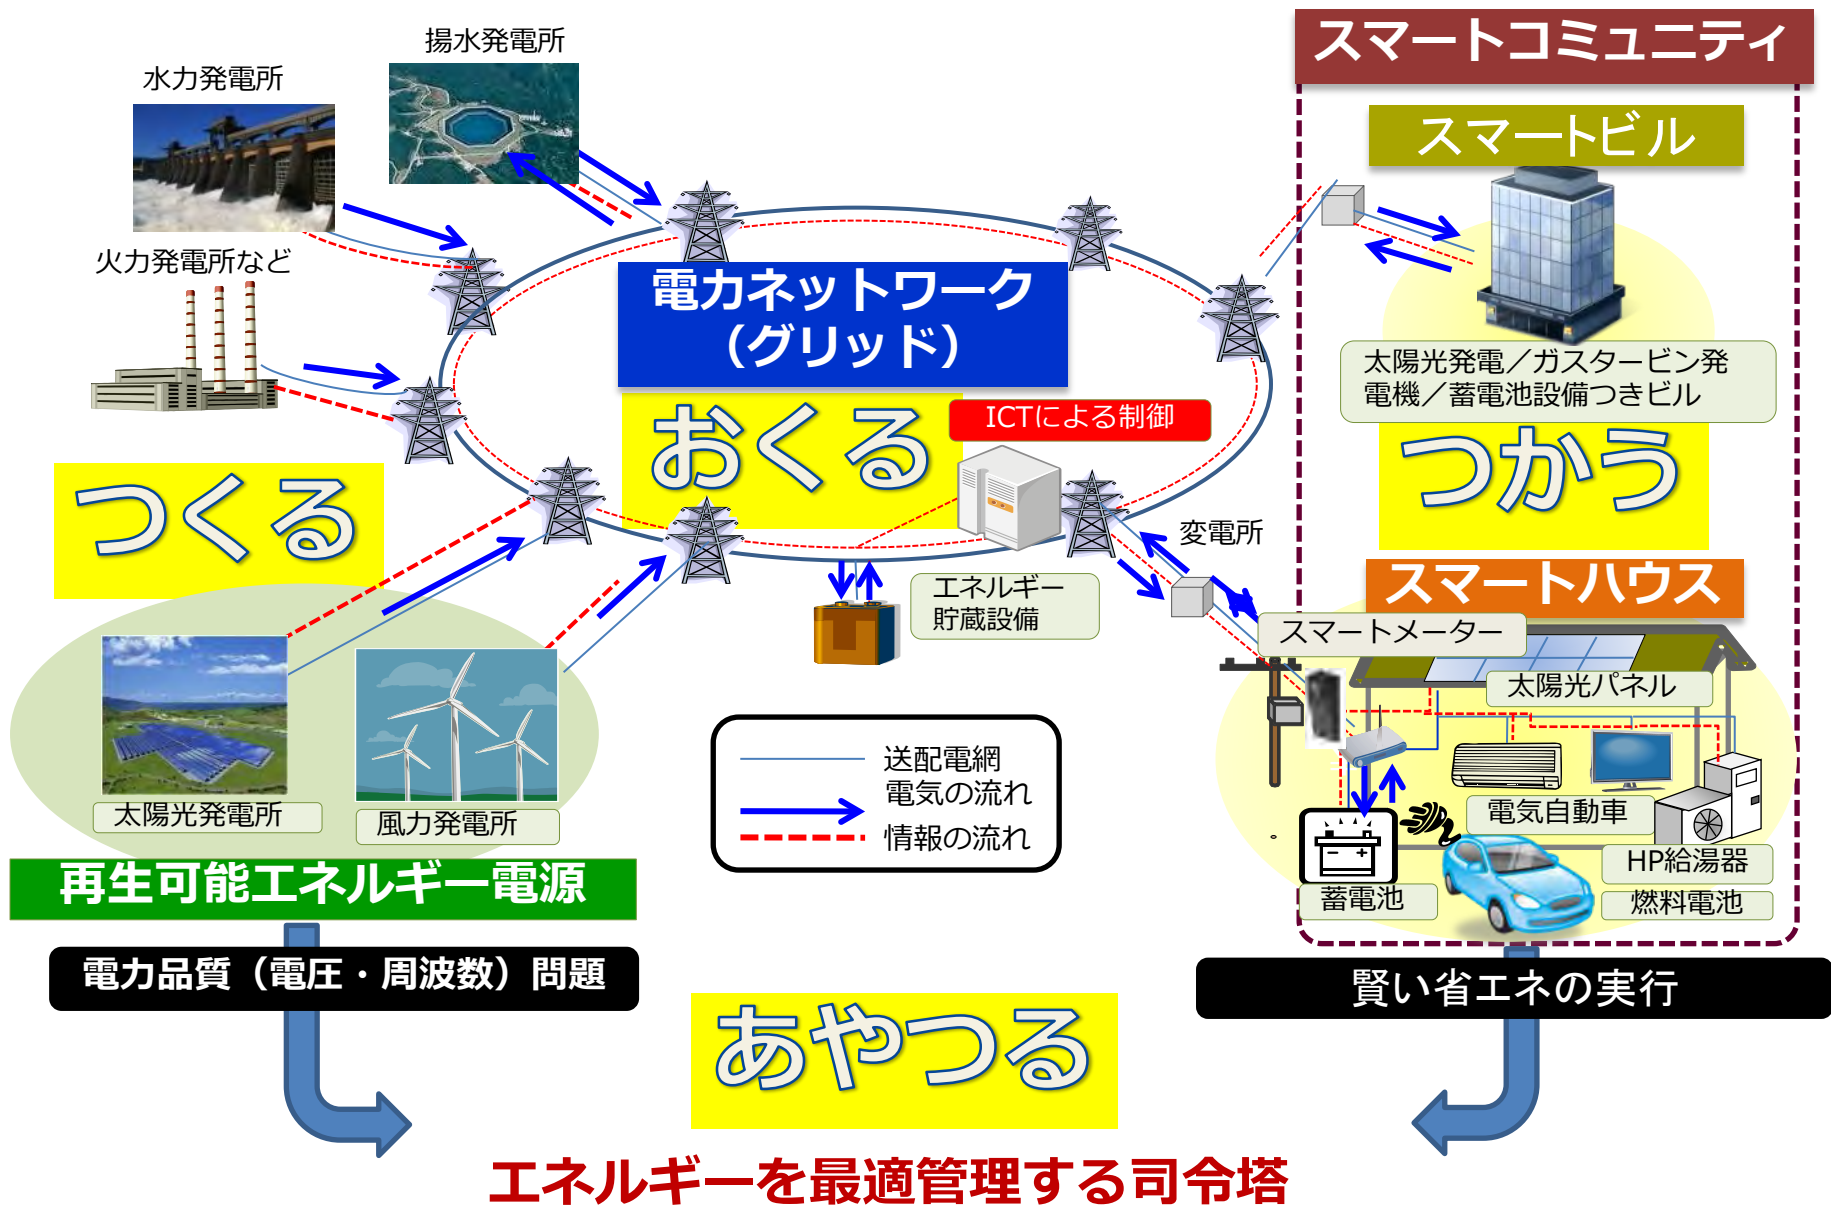 揚水発電所
水力発電所
火力発電所など
スマートコミュニティ
スマートビル
電力ネットワーク
（グリッド）
太陽光発電／ガスタービン発
電機／蓄電池設備つきビル
おくる
ICTによる制御
つかう
つくる
変電所
エネルギー
貯蔵設備
スマートハウス
スマートメーター
太陽光パネル
送配電網
電気の流れ
情報の流れ
太陽光発電所
風力発電所
電気自動車
HP給湯器
蓄電池
燃料電池
再生可能エネルギー電源
電力品質（電圧・周波数）問題
賢い省エネの実行
あやつる
エネルギーを最適管理する司令塔